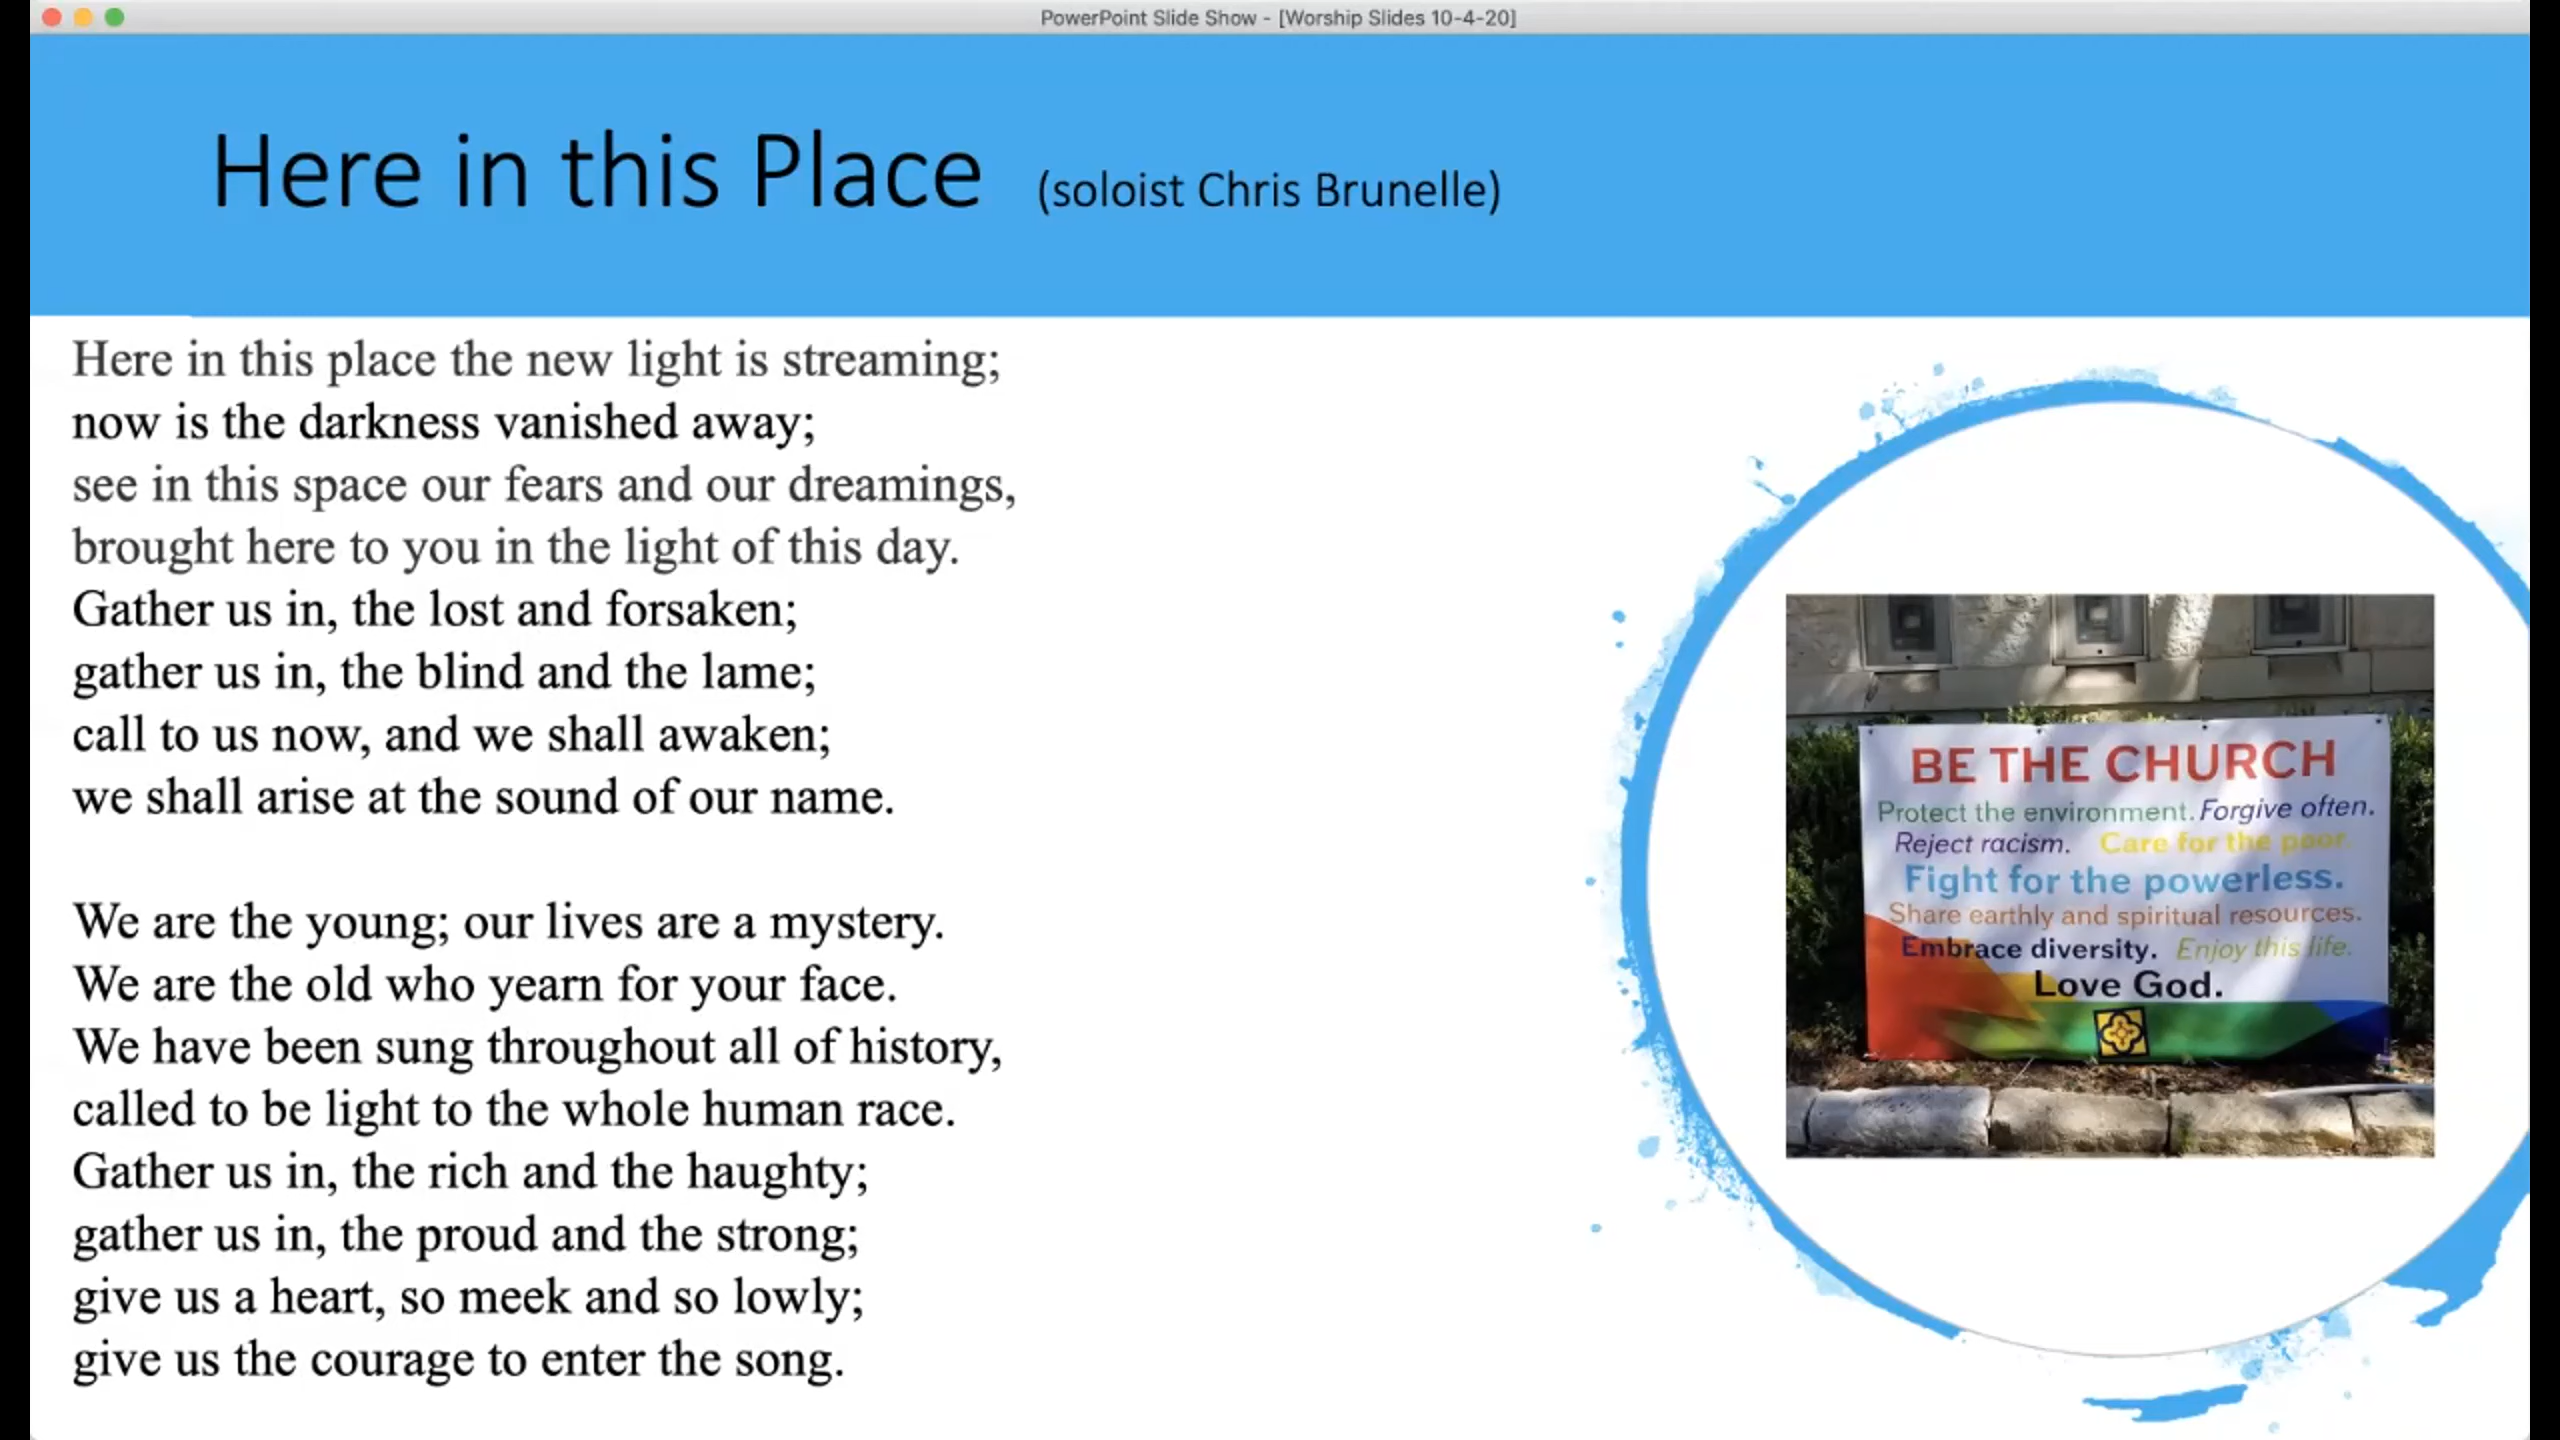 PowerPoint Slide Show - [Worship Slides 10-4-20]
Here in this Place (soloist Chris Brunelle)
Here in this place the new light is streaming;
now is the darkness vanished away;
see in this space our fears and our dreamings,
brought here to you in the light of this day.
Gather us in, the lost and forsaken;
gather us in, the blind and the lame;
call to us now, and we shall awaken;
we shall arise at the sound of our name.
We are the young; our lives are a mystery.
We are the old who yearn for your face.
We have been sung throughout all of history,
called to be light to the whole human race.
Gather us in, the rich and the haughty;
gather us in, the proud and the strong;
give us a heart, so meek and so lowly;
give us the courage to enter the song.
BE THE CHURCH
Protect the environment. Forgive often.
Reject racism. Care for the poor.
Fight for the powerless.
Share earthly and spiritual resources.
Embrace diversity. Enjoy this life.
Love God.